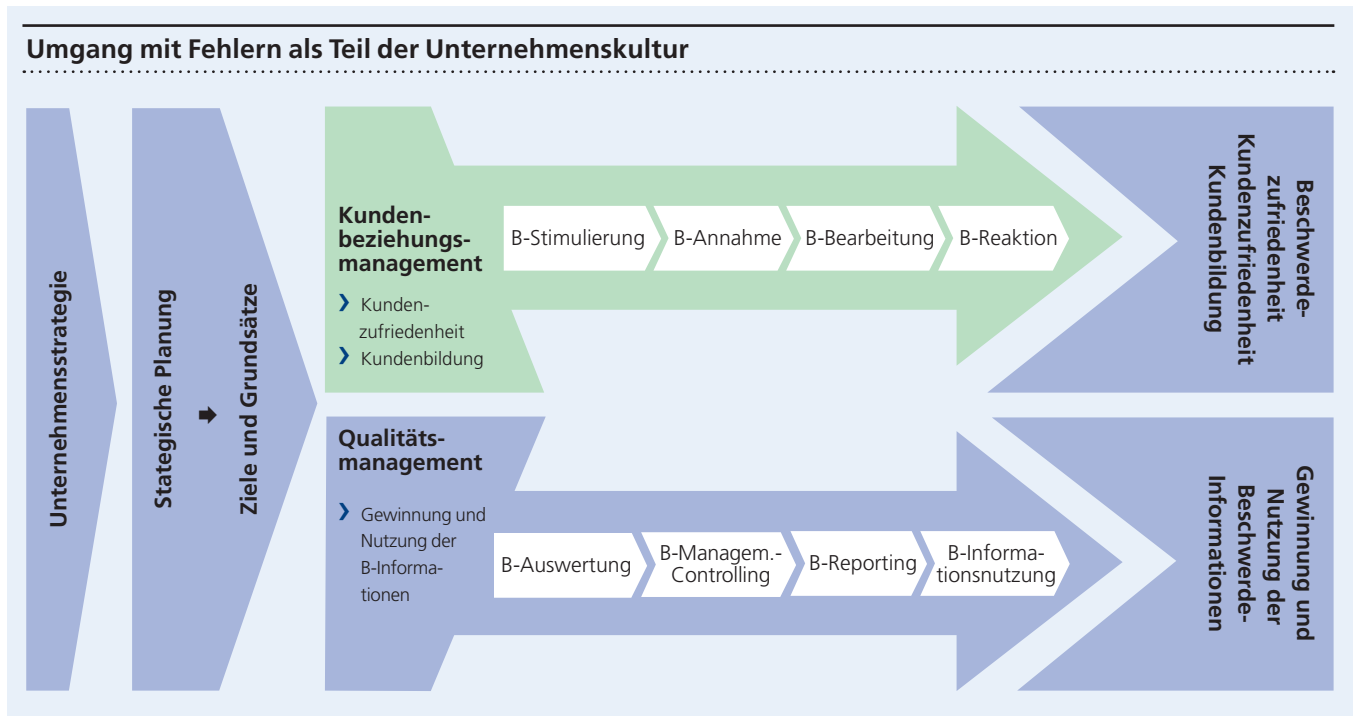 Umgang mit Fehlern als Teil der Unternehmenskultur
Unternehmensstrategie
Stategische Planung
Ziele und Grundsätze
Kunden-
beziehungs-
management
Kunden-
zufriedenheit
Kundenbildung
B-Stimulierung
B-Annahme
B-Bearbeitung
B-Reaktion
Beschwerde-
zufriedenheit
Kundenzufriedenheit
Kundenbildung
Qualitäts-
management
Gewinnung und
Nutzung der
B-Informa-
tionen
B-Auswertung
B-Managem.-
Controlling
B-Reporting
B-Informa-
tionsnutzung
Gewinnung und
Nutzung der
Beschwerde-
Informationen